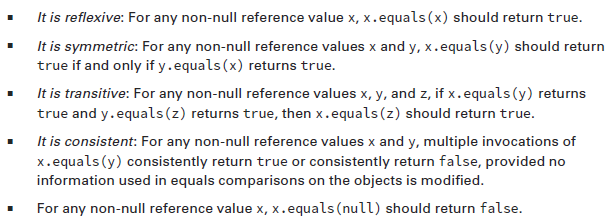 ▪ It is reflexive: For any non-null reference value x, x.equals(x) should return true.
▪ It is symmetric: For any non-null reference values x and y, x.equals(y) should return
true if and only if y.equals(x) returns true.
▪ It is transitive: For any non-null reference values x, y, and z, if x.equals(y) returns
true and y.equals(z) returns true, then x.equals(z) should return true.
▪ It is consistent: For any non-null reference values x and y, multiple invocations of
x.equals(y) consistently return true or consistently return false, provided no
information used in equals comparisons on the objects is modified.
▪ For any non-null reference value x, x.equals(null) should return false.